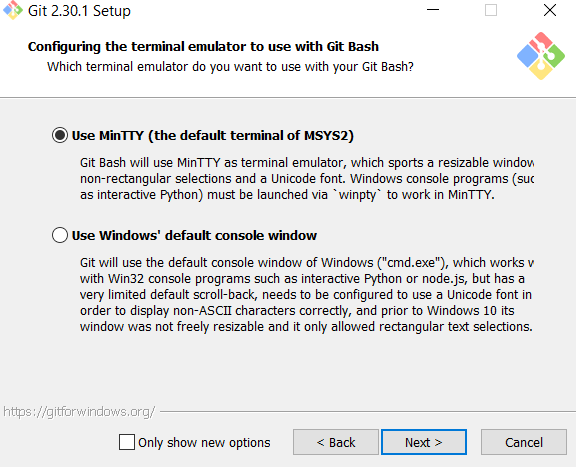 Git 2.30.1 Setup
Configuring the terminal emulator to use with Git Bash
Which terminal emulator do you want to use with your Git Bash?
Use MinTTY (the default terminal of MSYS2)
Git Bash will use MinTTY as terminal emulator, which sports a resizable window
non-rectangular selections and a Unicode font. Windows console programs (suc
as interactive Python) must be launched via `winpty` to work in MinTTY.
Use Windows' default console window
Git will use the default console window of Windows ("cmd.exe"), which works w
with Win32 console programs such as interactive Python or node.js, but has a
very limited default scroll-back, needs to be configured to use a Unicode font in
order to display non-ASCII characters correctly, and prior to Windows 10 its
window was not freely resizable and it only allowed rectangular text selections.
https://gitforwindows.org/
Only show new options
< Back
Next >
Cancel